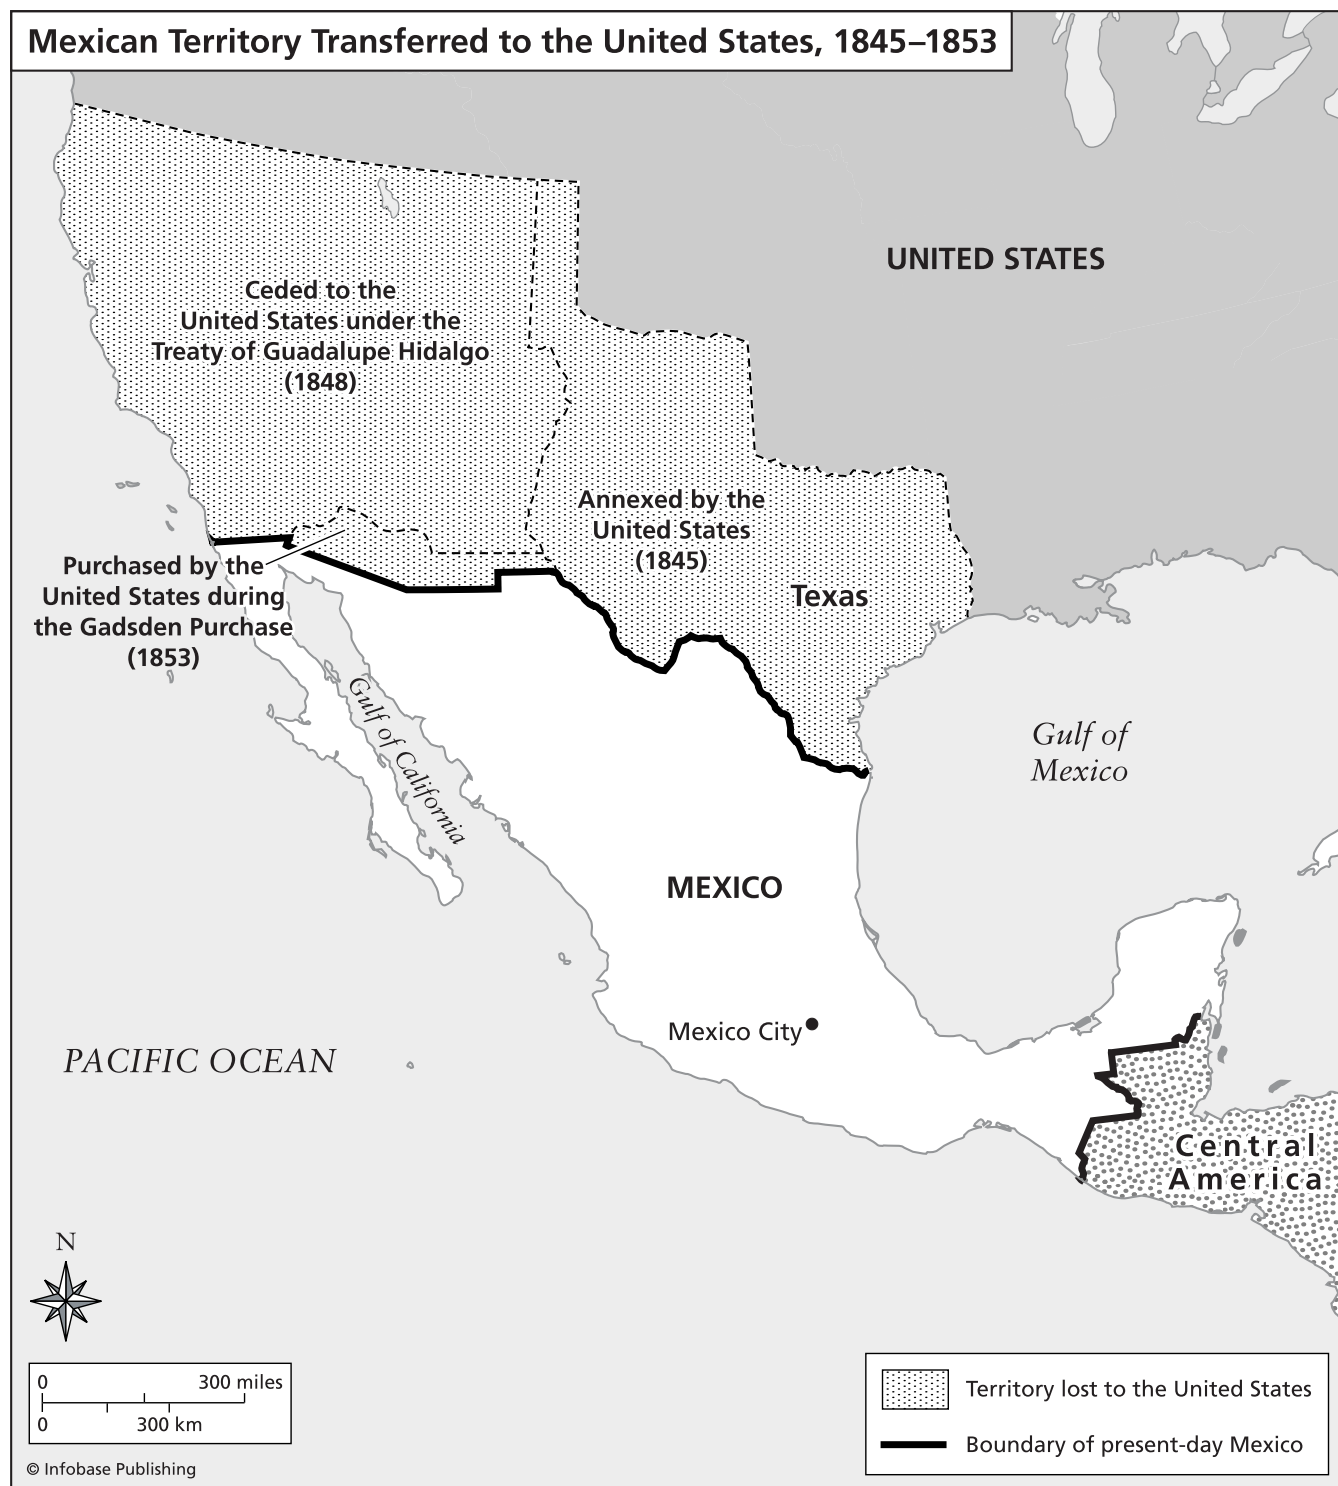 Mexican Territory Transferred to the United States, 1845–1853
UNITED STATES
Ceded to the
United States under the
Treaty of Guadalupe Hidalgo
(1848)
Annexed by the
United States
(1845)
Texas
Purchased by the
United States during
the Gadsden Purchase
(1853)
Gulf of California
Gulf of
Mexico
MEXICO
Mexico City
PACIFIC OCEAN
Central
America
N
0 300 miles
0 300 km
Territory lost to the United States
Boundary of present-day Mexico
© Infobase Publishing